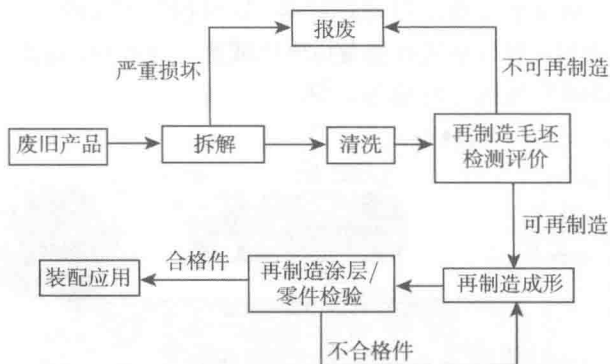 报废
严重损坏
不可再制造
废旧产品
拆解
清洗
再制造毛坯
检测评价
可再制造
装配应用
合格件
再制造涂层/
零件检验
再制造成形
不合格件